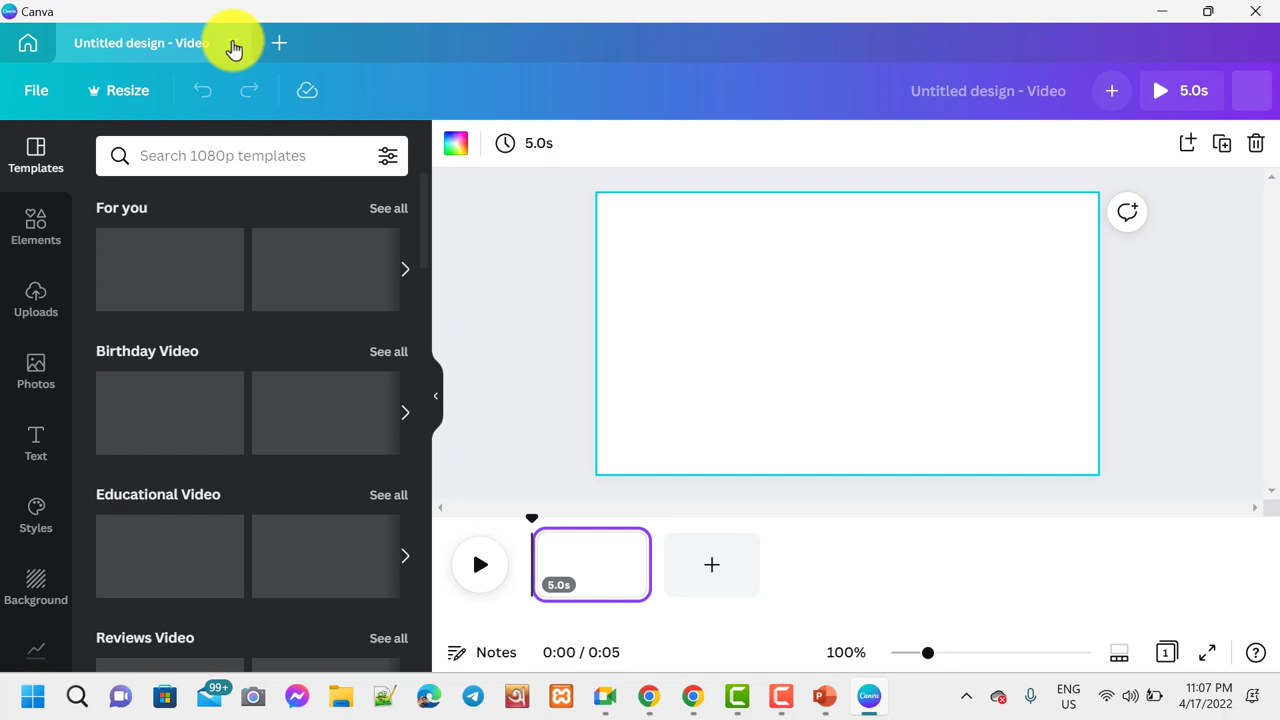 Canva
Untitled design - Video
File
Resize
Untitled design - Video
5.0s
Templates
Search 1080p templates
5.0s
For you
See all
Elements
Uploads
Birthday Video
See all
Photos
Text
Educational Video
See all
Styles
5.0s
Background
Reviews Video
See all
Notes
0:00 / 0:05
100%
1
99+
ENG
US
11:07 PM
4/17/2022